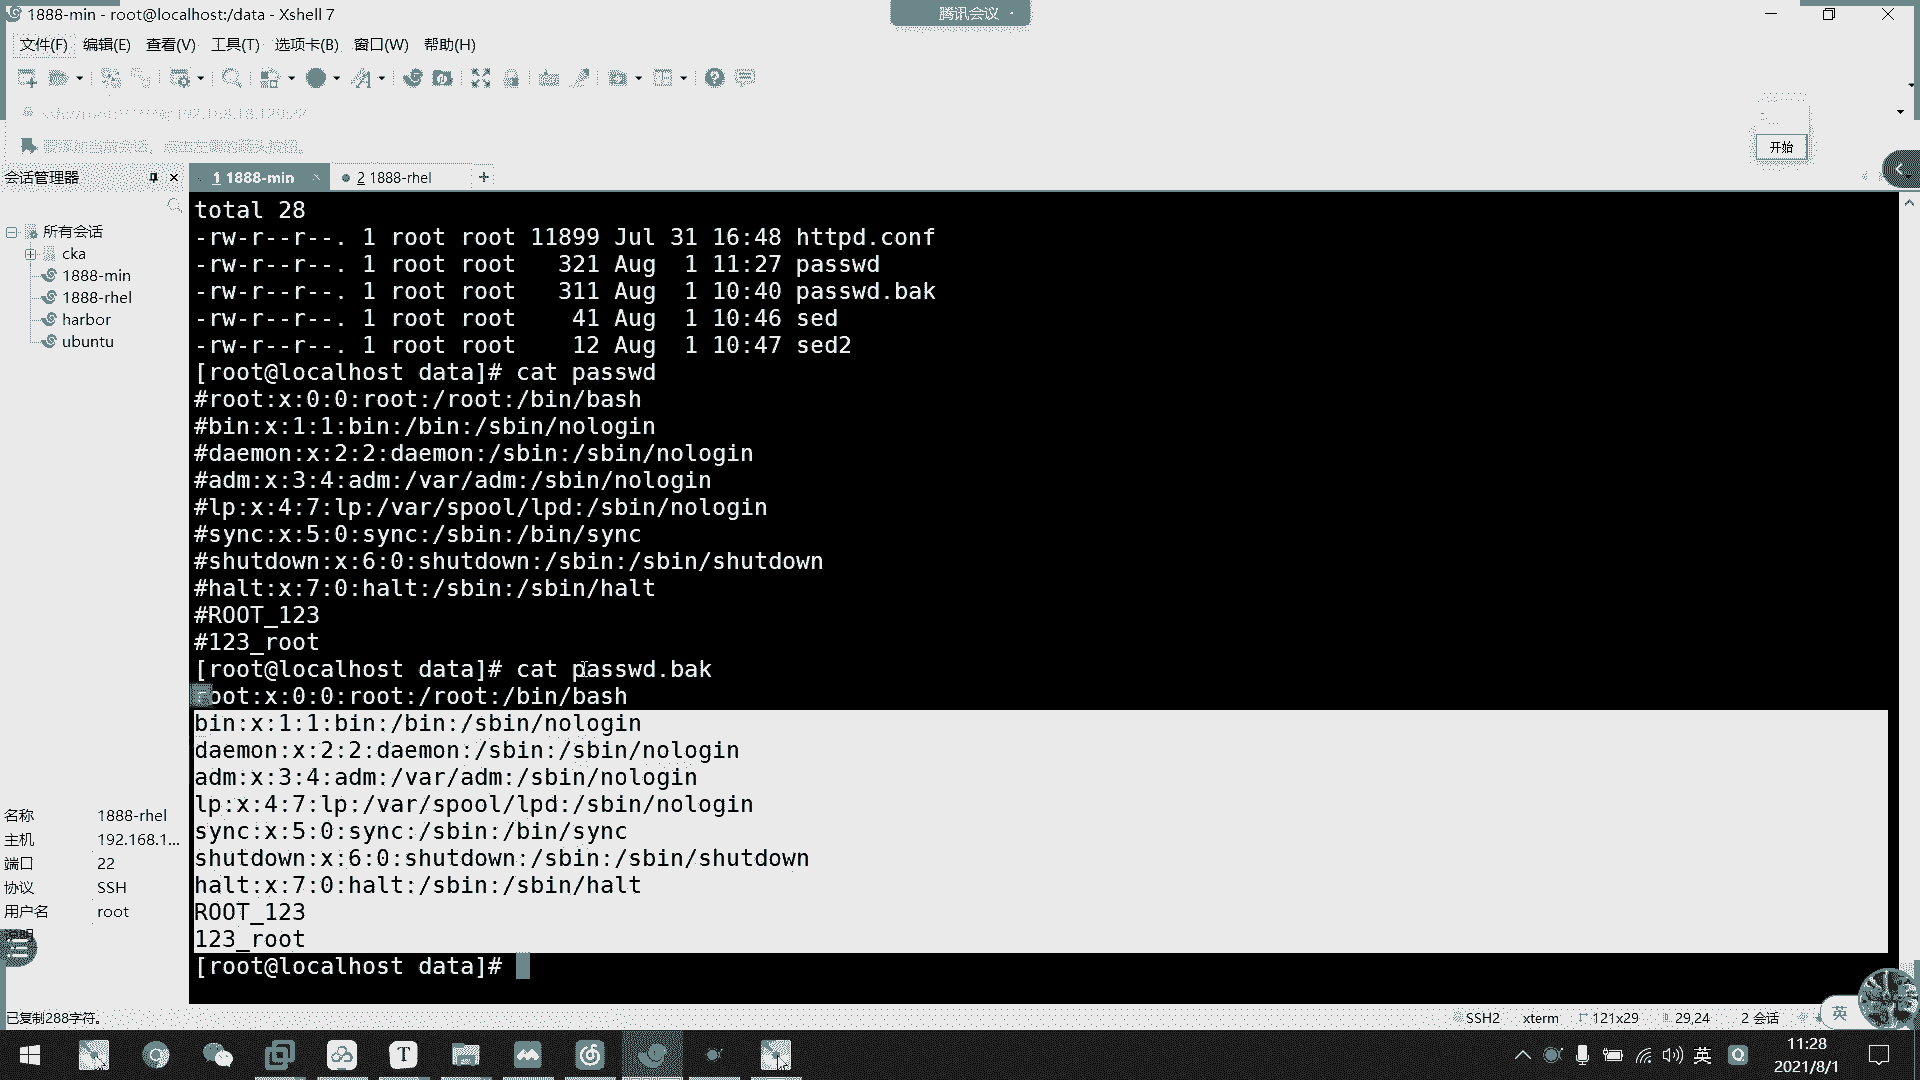 1888-min - root@localhost:/data - Xshell 7
腾讯会议
文件(F) 编辑(E) 查看(V) 工具(T) 选项卡(B) 窗口(W) 帮助(H)
开始
会话管理器
1 1888-min
2 1888-rhel
所有会话
cka
1888-min
1888-rhel
harbor
ubuntu
total 28
-rw-r--r--. 1 root root 11899 Jul 31 16:48 httpd.conf
-rw-r--r--. 1 root root   321 Aug  1 11:27 passwd
-rw-r--r--. 1 root root   311 Aug  1 10:40 passwd.bak
-rw-r--r--. 1 root root    41 Aug  1 10:46 sed
-rw-r--r--. 1 root root    12 Aug  1 10:47 sed2
[root@localhost data]# cat passwd
#root:x:0:0:root:/root:/bin/bash
#bin:x:1:1:bin:/bin:/sbin/nologin
#daemon:x:2:2:daemon:/sbin:/sbin/nologin
#adm:x:3:4:adm:/var/adm:/sbin/nologin
#lp:x:4:7:lp:/var/spool/lpd:/sbin/nologin
#sync:x:5:0:sync:/sbin:/bin/sync
#shutdown:x:6:0:shutdown:/sbin:/sbin/shutdown
#halt:x:7:0:halt:/sbin:/sbin/halt
#ROOT_123
#123_root
[root@localhost data]# cat passwd.bak
root:x:0:0:root:/root:/bin/bash
bin:x:1:1:bin:/bin:/sbin/nologin
daemon:x:2:2:daemon:/sbin:/sbin/nologin
adm:x:3:4:adm:/var/adm:/sbin/nologin
lp:x:4:7:lp:/var/spool/lpd:/sbin/nologin
sync:x:5:0:sync:/sbin:/bin/sync
shutdown:x:6:0:shutdown:/sbin:/sbin/shutdown
halt:x:7:0:halt:/sbin:/sbin/halt
ROOT_123
123_root
[root@localhost data]#
名称 1888-rhel
主机 192.168.1...
端口 22
协议 SSH
用户名 root
说明
已复制288字符。
SSH2 xterm 121x29 29,24 2 会话
英
英
11:28
2021/8/1